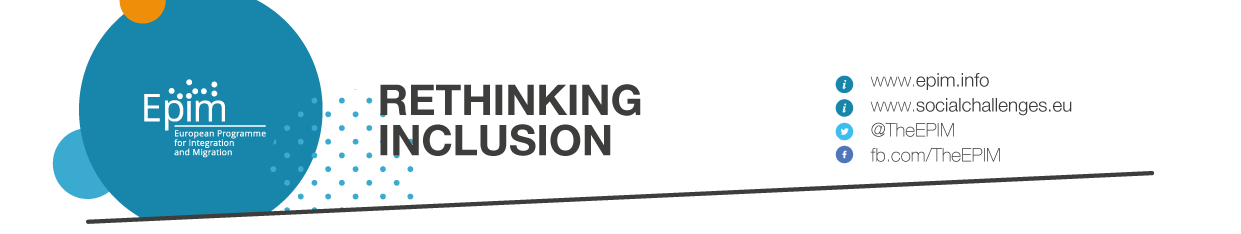 Epim
European Programme
for Integration
and Migration
RETHINKING
INCLUSION
www.epim.info
www.socialchallenges.eu
@TheEPIM
fb.com/TheEPIM